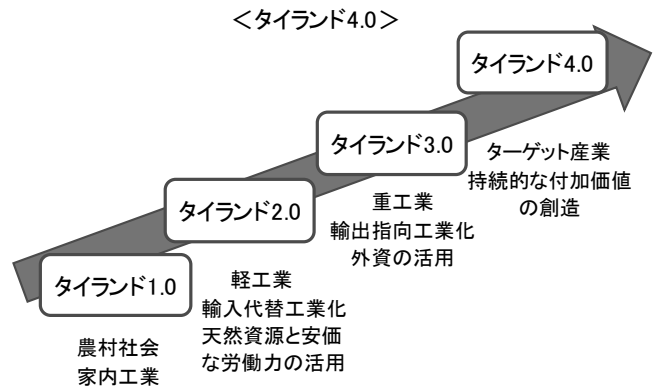 ＜タイランド4.0＞
タイランド4.0
ターゲット産業
持続的な付加価値
の創造
タイランド3.0
重工業
輸出指向工業化
外資の活用
タイランド2.0
軽工業
輸入代替工業化
天然資源と安価
な労働力の活用
タイランド1.0
農村社会
家内工業